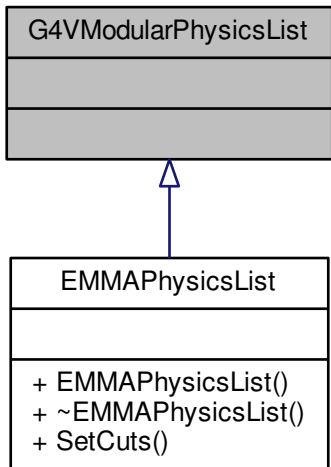 G4VModularPhysicsList
EMMAPhysicsList
+ EMMAPhysicsList()
+ ~EMMAPhysicsList()
+ SetCuts()